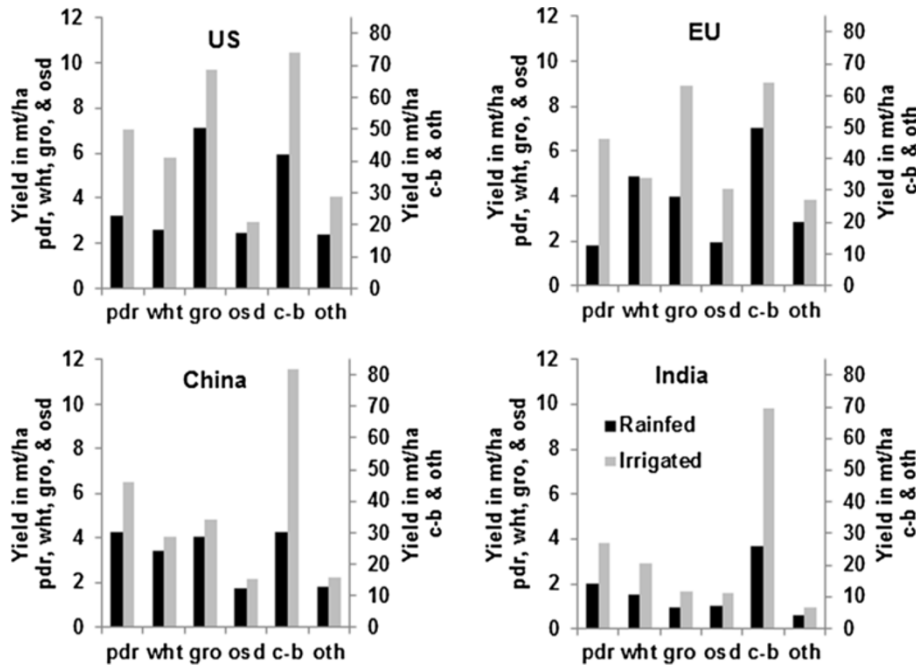 US
Yield in mt/ha
pdr, wht, gro, & osd
12
10
8
6
4
2
0
80
70
60
50
40
30
20
10
0
Yield in mt/ha
c-b & oth
pdr wht gro osd c-b oth
EU
Yield in mt/ha
pdr, wht, gro, & osd
12
10
8
6
4
2
0
80
70
60
50
40
30
20
10
0
Yield in mt/ha
c-b & oth
pdr wht gro osd c-b oth
China
Yield in mt/ha
pdr, wht, gro, & osd
12
10
8
6
4
2
0
80
70
60
50
40
30
20
10
0
Yield in mt/ha
c-b & oth
pdr wht gro osd c-b oth
India
Rainfed
Irrigated
Yield in mt/ha
pdr, wht, gro, & osd
12
10
8
6
4
2
0
80
70
60
50
40
30
20
10
0
Yield in mt/ha
c-b & oth
pdr wht gro osd c-b oth